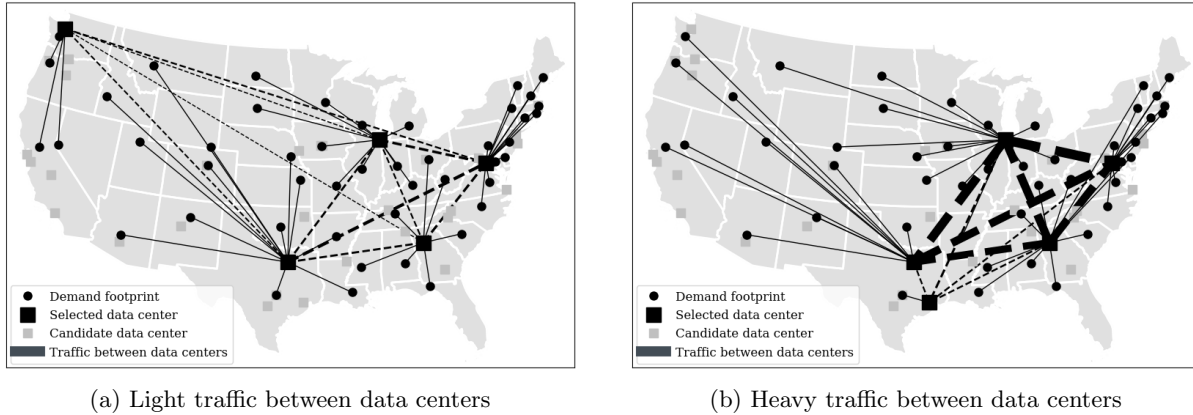 Demand footprint
Selected data center
Candidate data center
Traffic between data centers
(a) Light traffic between data centers
Demand footprint
Selected data center
Candidate data center
Traffic between data centers
(b) Heavy traffic between data centers